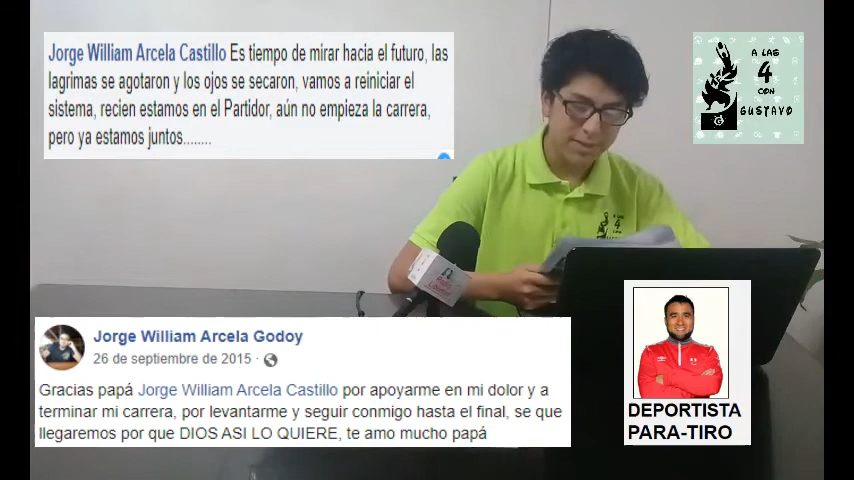 Jorge William Arcela Castillo Es tiempo de mirar hacia el futuro, las
lagrimas se agotaron y los ojos se secaron, vamos a reiniciar el
sistema, recien estamos en el Partidor, aún no empieza la carrera,
pero ya estamos juntos........
A LAS
4
CON
GUSTAVO
A LAS
4
Jorge William Arcela Godoy
26 de septiembre de 2015 ·
Gracias papá Jorge William Arcela Castillo por apoyarme en mi dolor y a
terminar mi carrera, por levantarme y seguir conmigo hasta el final, se que
llegaremos por que DIOS ASI LO QUIERE, te amo mucho papá
DEPORTISTA
PARA-TIRO